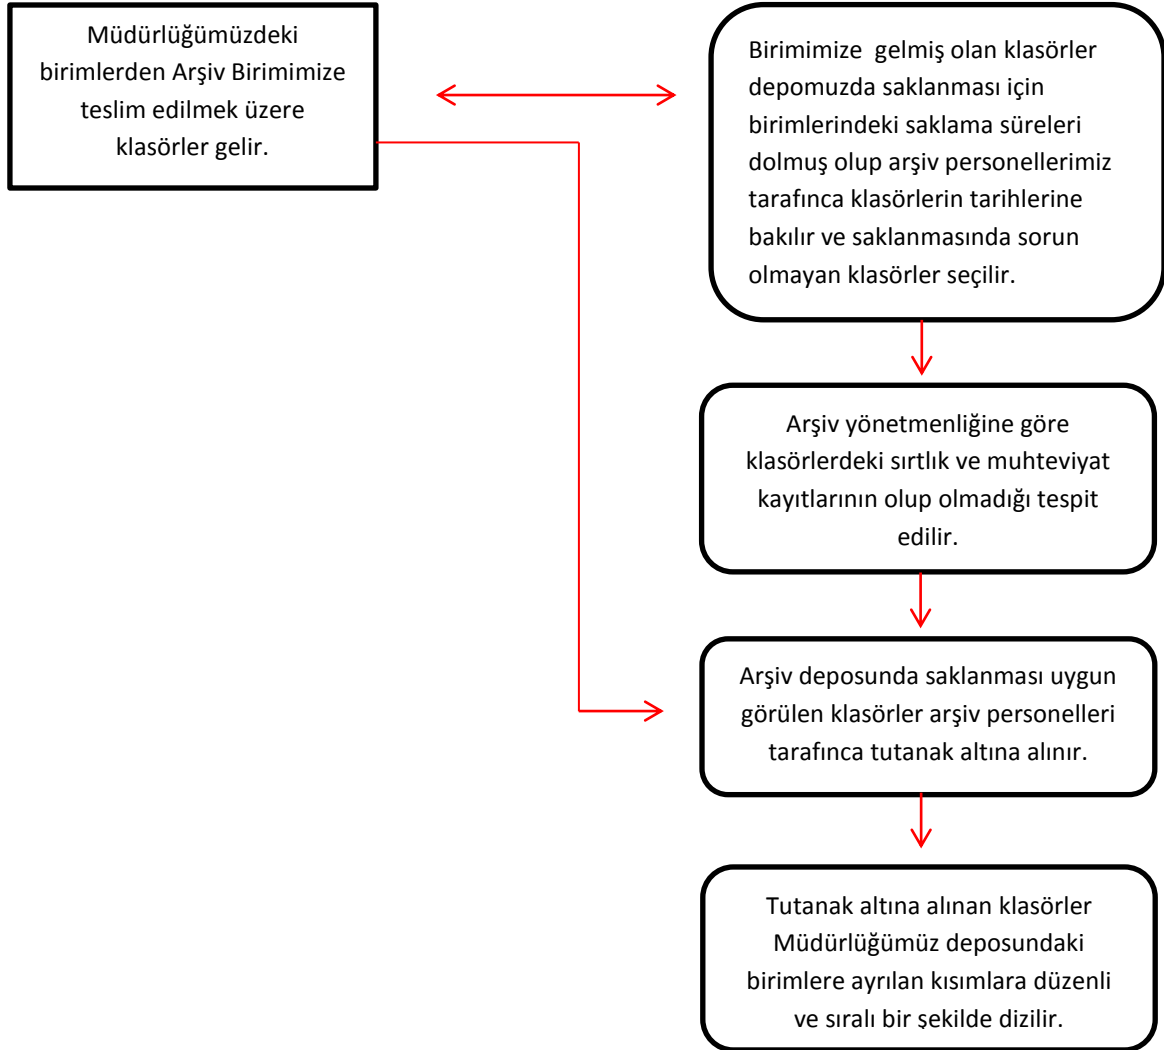 Müdürlüğümüzdeki
birimlerden Arşiv Birimimize
teslim edilmek üzere
klasörler gelir.
Birimimize  gelmiş olan klasörler
depomuzda saklanması için
birimlerindeki saklama süreleri
dolmuş olup arşiv personellerimiz
tarafınca klasörlerin tarihlerine
bakılır ve saklanmasında sorun
olmayan klasörler seçilir.
Arşiv yönetmenliğine göre
klasörlerdeki sırtlık ve muhteviyat
kayıtlarının olup olmadığı tespit
edilir.
Arşiv deposunda saklanması uygun
görülen klasörler arşiv personelleri
tarafınca tutanak altına alınır.
Tutanak altına alınan klasörler
Müdürlüğümüz deposundaki
birimlere ayrılan kısımlara düzenli
ve sıralı bir şekilde dizilir.